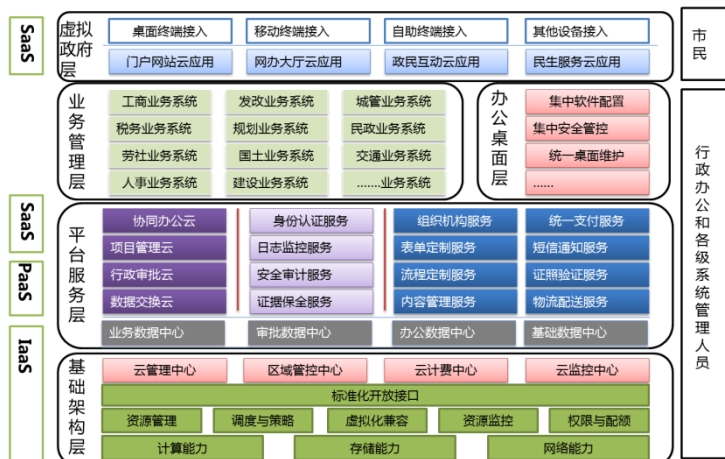 SaaS
虚拟政府层
桌面终端接入
移动终端接入
自助终端接入
其他设备接入
门户网站云应用
网办大厅云应用
政民互动云应用
民生服务云应用
市民
业务管理层
工商业务系统
发改业务系统
城管业务系统
税务业务系统
规划业务系统
民政业务系统
劳社业务系统
国土业务系统
交通业务系统
人事业务系统
建设业务系统
.......业务系统
办公桌面层
集中软件配置
集中安全管控
统一桌面维护
......
行政办公和各级系统管理人员
SaaS
PaaS
IaaS
平台服务层
协同办公云
身份认证服务
组织机构服务
统一支付服务
项目管理云
日志监控服务
表单定制服务
短信通知服务
行政审批云
安全审计服务
流程定制服务
证照验证服务
数据交换云
证据保全服务
内容管理服务
物流配送服务
业务数据中心
审批数据中心
办公数据中心
基础数据中心
基础架构层
云管理中心
区域管控中心
云计费中心
云监控中心
标准化开放接口
资源管理
调度与策略
虚拟化兼容
资源监控
权限与配额
计算能力
存储能力
网络能力